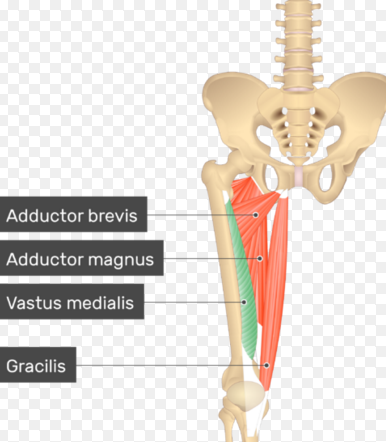 Adductor brevis
Adductor magnus
Vastus medialis
Gracilis